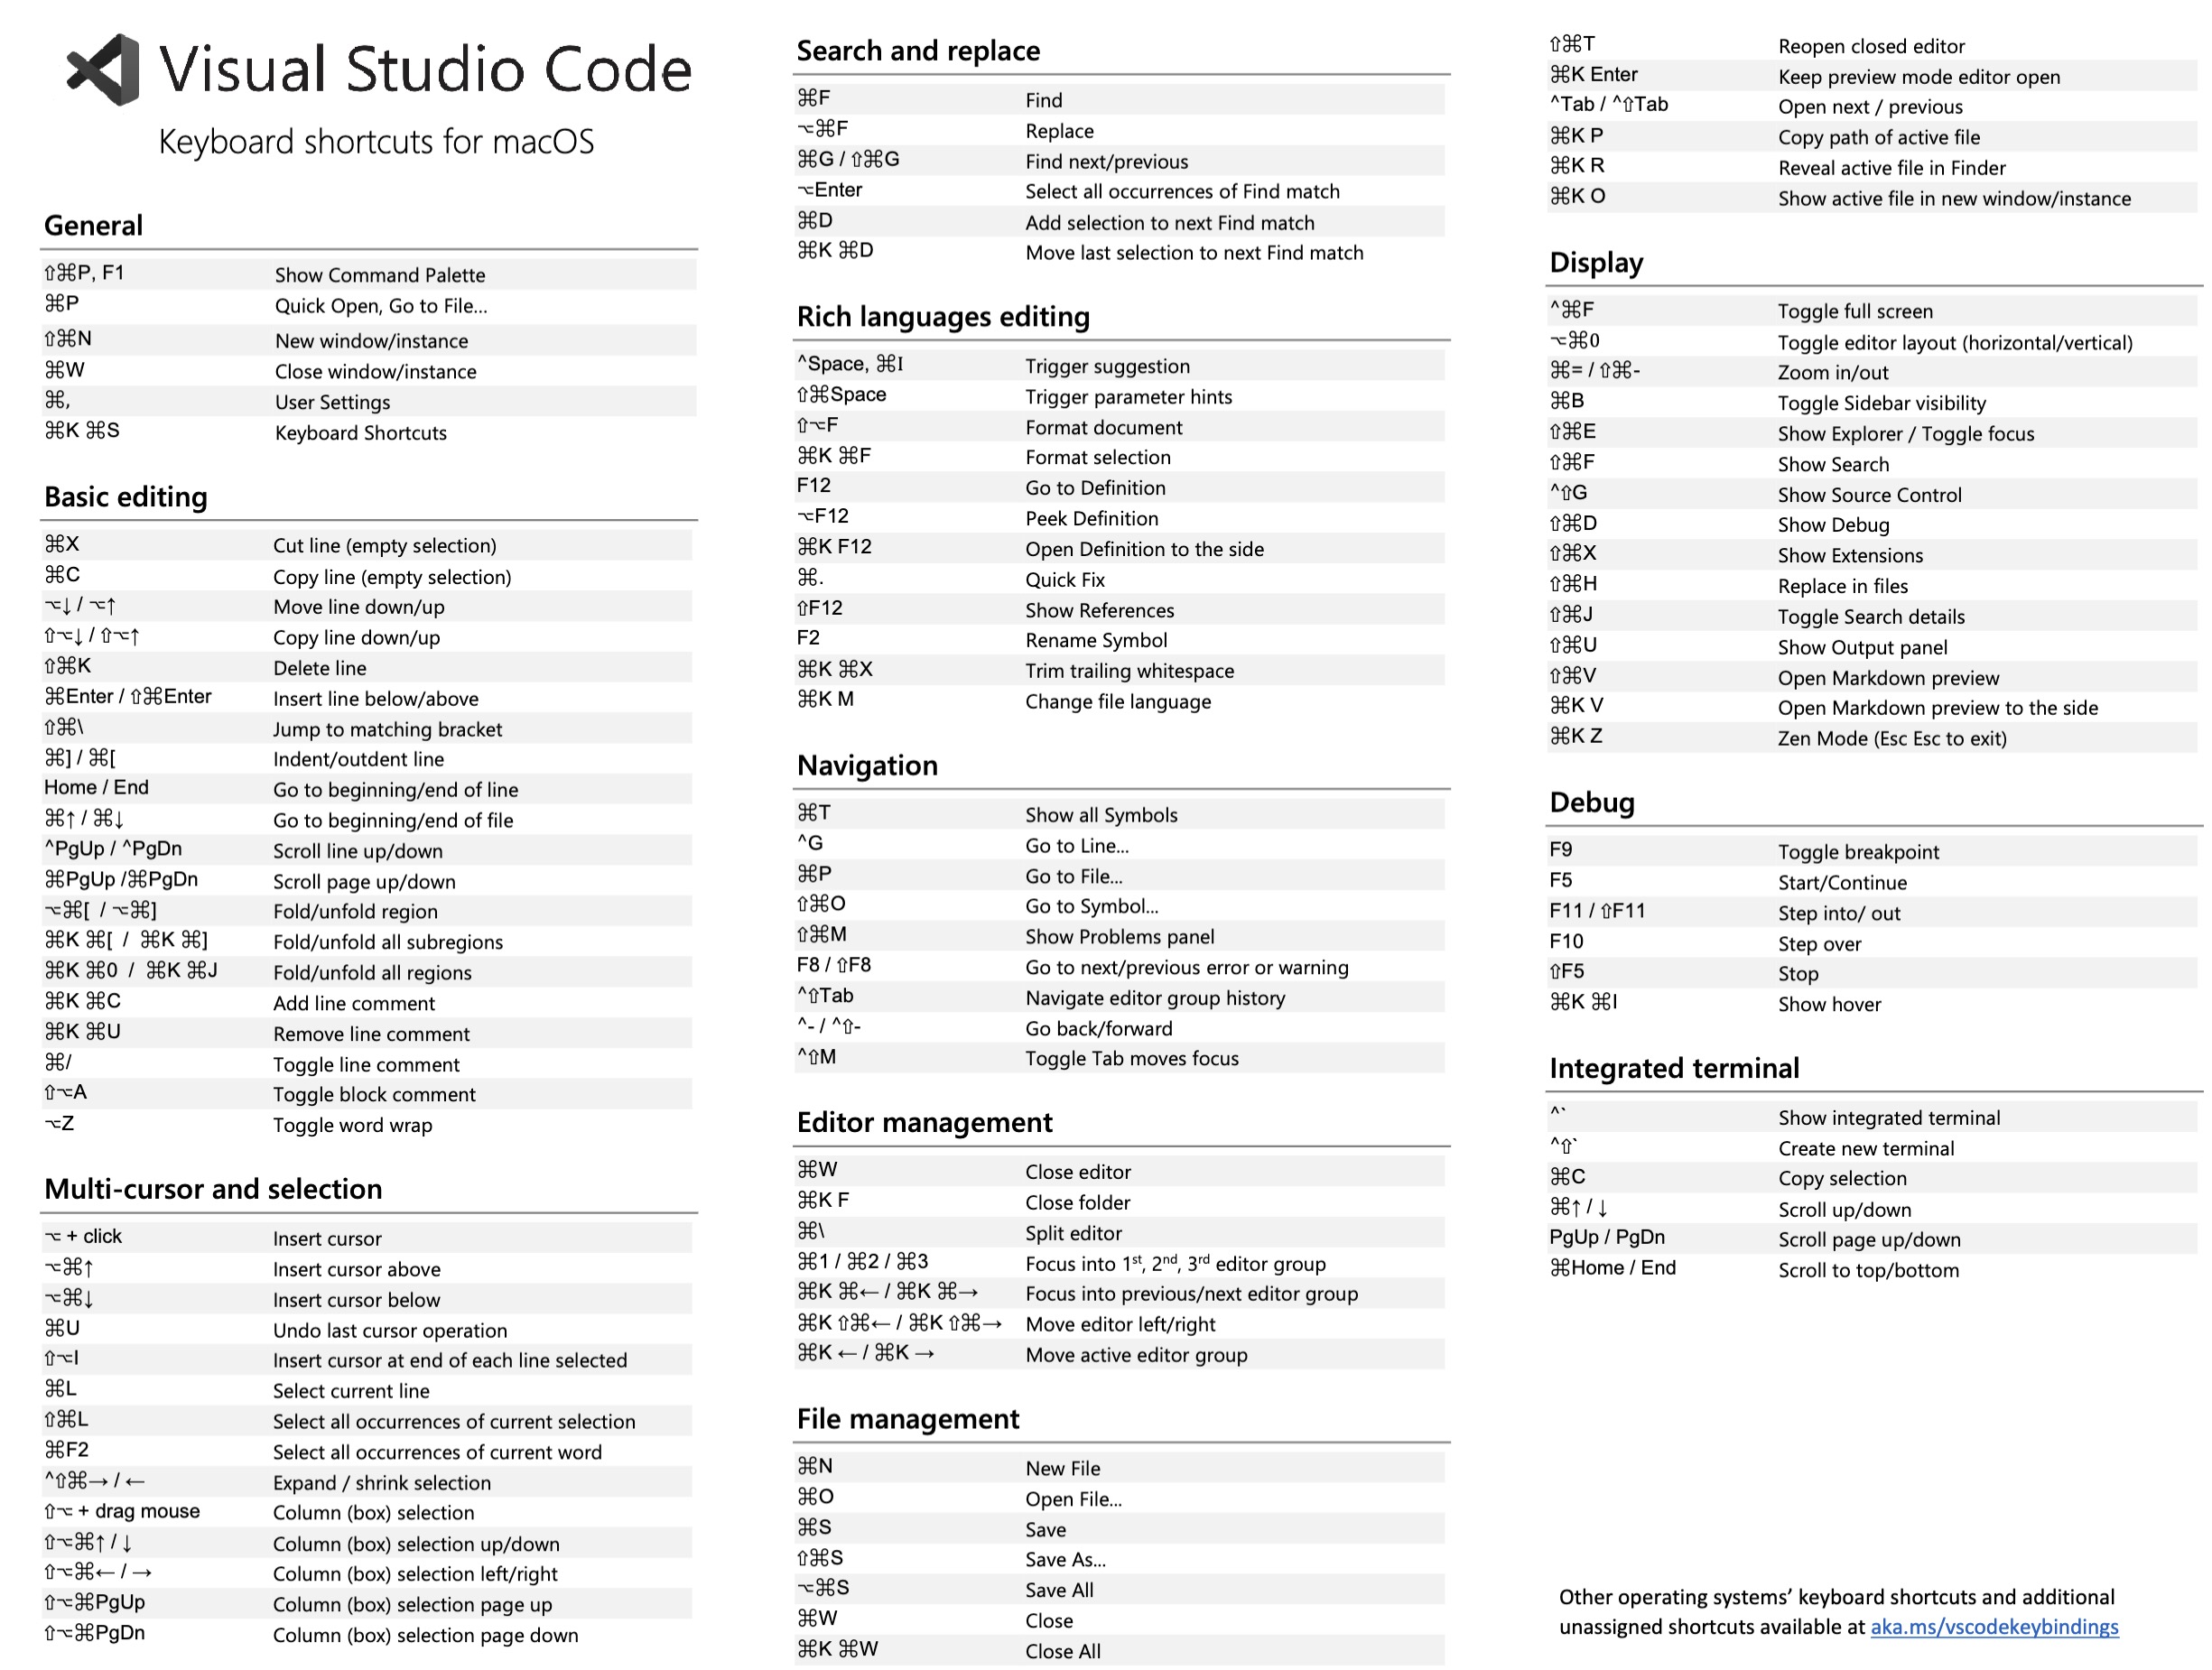 Visual Studio Code
Keyboard shortcuts for macOS
General
⇧⌘P, F1 Show Command Palette
⌘P Quick Open, Go to File...
⇧⌘N New window/instance
⌘W Close window/instance
⌘, User Settings
⌘K ⌘S Keyboard Shortcuts
Basic editing
⌘X Cut line (empty selection)
⌘C Copy line (empty selection)
⌥↓ / ⌥↑ Move line down/up
⇧⌥↓ / ⇧⌥↑ Copy line down/up
⇧⌘K Delete line
⌘Enter / ⇧⌘Enter Insert line below/above
⇧⌘\ Jump to matching bracket
⌘] / ⌘[ Indent/outdent line
Home / End Go to beginning/end of line
⌘↑ / ⌘↓ Go to beginning/end of file
^PgUp / ^PgDn Scroll line up/down
⌘PgUp /⌘PgDn Scroll page up/down
⌥⌘[ / ⌥⌘] Fold/unfold region
⌘K ⌘[ / ⌘K ⌘] Fold/unfold all subregions
⌘K ⌘0 / ⌘K ⌘J Fold/unfold all regions
⌘K ⌘C Add line comment
⌘K ⌘U Remove line comment
⌘/ Toggle line comment
⇧⌥A Toggle block comment
⌥Z Toggle word wrap
Multi-cursor and selection
⌥ + click Insert cursor
⌥⌘↑ Insert cursor above
⌥⌘↓ Insert cursor below
⌘U Undo last cursor operation
⇧⌥I Insert cursor at end of each line selected
⌘L Select current line
⇧⌘L Select all occurrences of current selection
⌘F2 Select all occurrences of current word
^⇧⌘→ / ← Expand / shrink selection
⇧⌥ + drag mouse Column (box) selection
⇧⌥⌘↑ / ↓ Column (box) selection up/down
⇧⌥⌘← / → Column (box) selection left/right
⇧⌥⌘PgUp Column (box) selection page up
⇧⌥⌘PgDn Column (box) selection page down
Search and replace
⌘F Find
⌥⌘F Replace
⌘G / ⇧⌘G Find next/previous
⌥Enter Select all occurrences of Find match
⌘D Add selection to next Find match
⌘K ⌘D Move last selection to next Find match
Rich languages editing
^Space, ⌘I Trigger suggestion
⇧⌘Space Trigger parameter hints
⇧⌥F Format document
⌘K ⌘F Format selection
F12 Go to Definition
⌥F12 Peek Definition
⌘K F12 Open Definition to the side
⌘. Quick Fix
⇧F12 Show References
F2 Rename Symbol
⌘K ⌘X Trim trailing whitespace
⌘K M Change file language
Navigation
⌘T Show all Symbols
^G Go to Line...
⌘P Go to File...
⇧⌘O Go to Symbol...
⇧⌘M Show Problems panel
F8 / ⇧F8 Go to next/previous error or warning
^⇧Tab Navigate editor group history
^- / ^⇧- Go back/forward
^⇧M Toggle Tab moves focus
Editor management
⌘W Close editor
⌘K F Close folder
⌘\ Split editor
⌘1 / ⌘2 / ⌘3 Focus into 1st, 2nd, 3rd editor group
⌘K ⌘← / ⌘K ⌘→ Focus into previous/next editor group
⌘K ⇧⌘← / ⌘K ⇧⌘→ Move editor left/right
⌘K ← / ⌘K → Move active editor group
File management
⌘N New File
⌘O Open File...
⌘S Save
⇧⌘S Save As...
⌥⌘S Save All
⌘W Close
⌘K ⌘W Close All
⇧⌘T Reopen closed editor
⌘K Enter Keep preview mode editor open
^Tab / ^⇧Tab Open next / previous
⌘K P Copy path of active file
⌘K R Reveal active file in Finder
⌘K O Show active file in new window/instance
Display
^⌘F Toggle full screen
⌥⌘0 Toggle editor layout (horizontal/vertical)
⌘= / ⇧⌘- Zoom in/out
⌘B Toggle Sidebar visibility
⇧⌘E Show Explorer / Toggle focus
⇧⌘F Show Search
^⇧G Show Source Control
⇧⌘D Show Debug
⇧⌘X Show Extensions
⇧⌘H Replace in files
⇧⌘J Toggle Search details
⇧⌘U Show Output panel
⇧⌘V Open Markdown preview
⌘K V Open Markdown preview to the side
⌘K Z Zen Mode (Esc Esc to exit)
Debug
F9 Toggle breakpoint
F5 Start/Continue
F11 / ⇧F11 Step into/ out
F10 Step over
⇧F5 Stop
⌘K ⌘I Show hover
Integrated terminal
^` Show integrated terminal
^⇧` Create new terminal
⌘C Copy selection
⌘↑ / ↓ Scroll up/down
PgUp / PgDn Scroll page up/down
⌘Home / End Scroll to top/bottom
Other operating systems’ keyboard shortcuts and additional
unassigned shortcuts available at aka.ms/vscodekeybindings